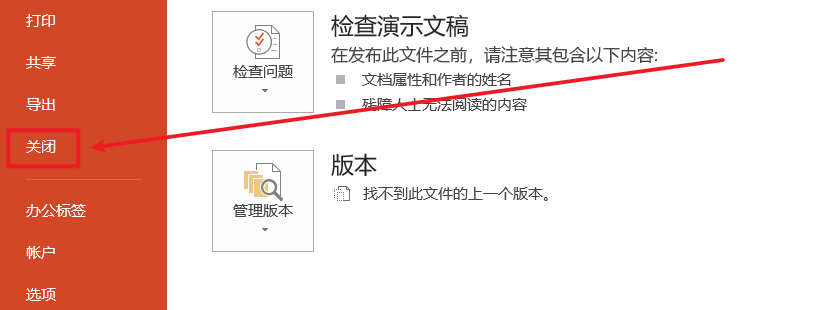 打印
共享
导出
关闭
办公标签
帐户
选项
检查问题
检查演示文稿
在发布此文件之前，请注意其包含以下内容:
文档属性和作者的姓名
残障人士无法阅读的内容
管理版本
版本
找不到此文件的上一个版本。